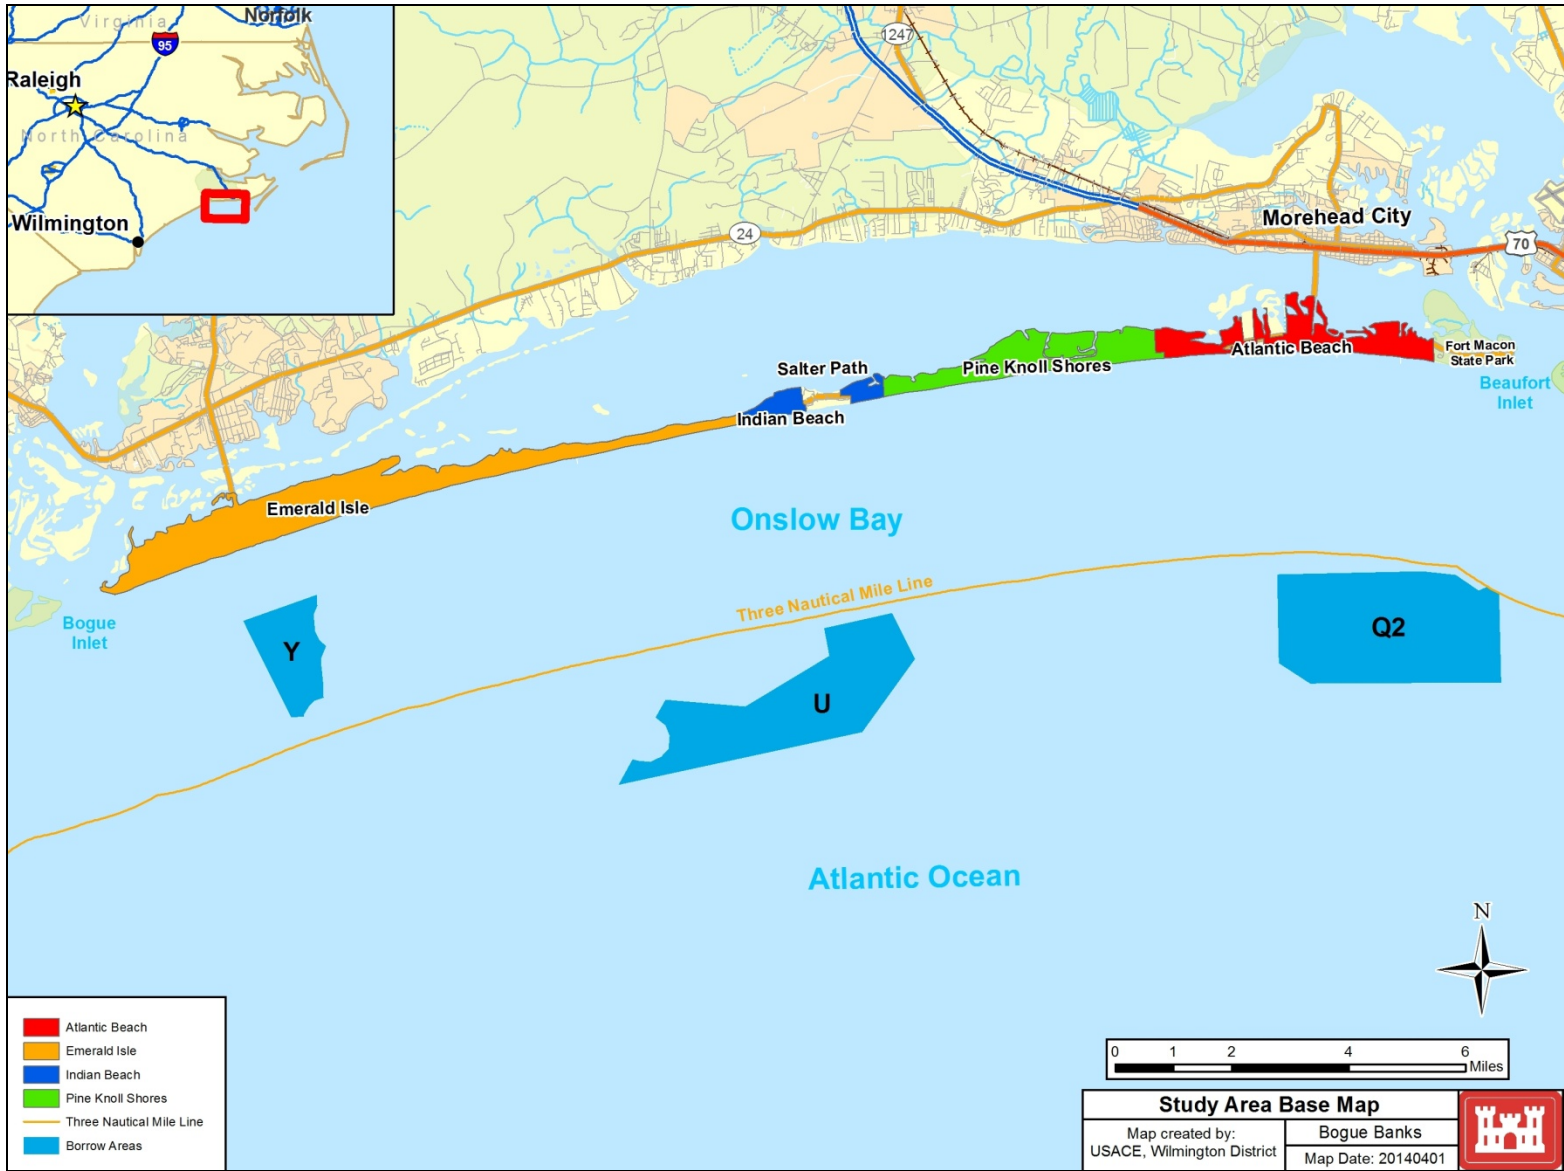 Virginia
Norfolk
95
Raleigh
North Carolina
Wilmington
1247
24
Morehead City
70
Salter Path
Pine Knoll Shores
Atlantic Beach
Fort Macon
State Park
Beaufort
Inlet
Indian Beach
Emerald Isle
Onslow Bay
Bogue
Inlet
Three Nautical Mile Line
Y
U
Q2
Atlantic Ocean
N
Atlantic Beach
Emerald Isle
Indian Beach
Pine Knoll Shores
Three Nautical Mile Line
Borrow Areas
0 1 2 4 6
Miles
Study Area Base Map
Map created by:
USACE, Wilmington District
Bogue Banks
Map Date: 20140401